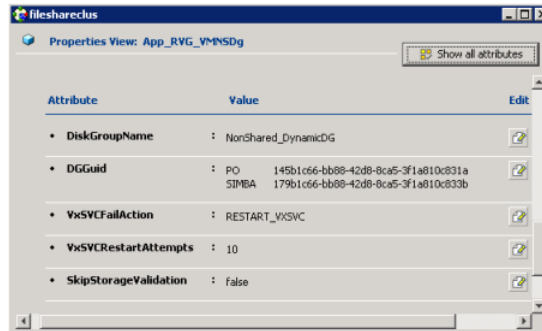 fileshareclus
Properties View: App_RVG_VMNSDg
Show all attributes
Attribute Value Edit
• DiskGroupName : NonShared_DynamicDG
• DGGuid : PO 145b1c66-bb88-42d8-8ca5-3f1a810c831a
SIMBA 179b1c66-bb88-42d8-8ca5-3f1a810c833b
• VxSVCFailAction : RESTART_VXSVC
• VxSVCRestartAttempts : 10
• SkipStorageValidation : false